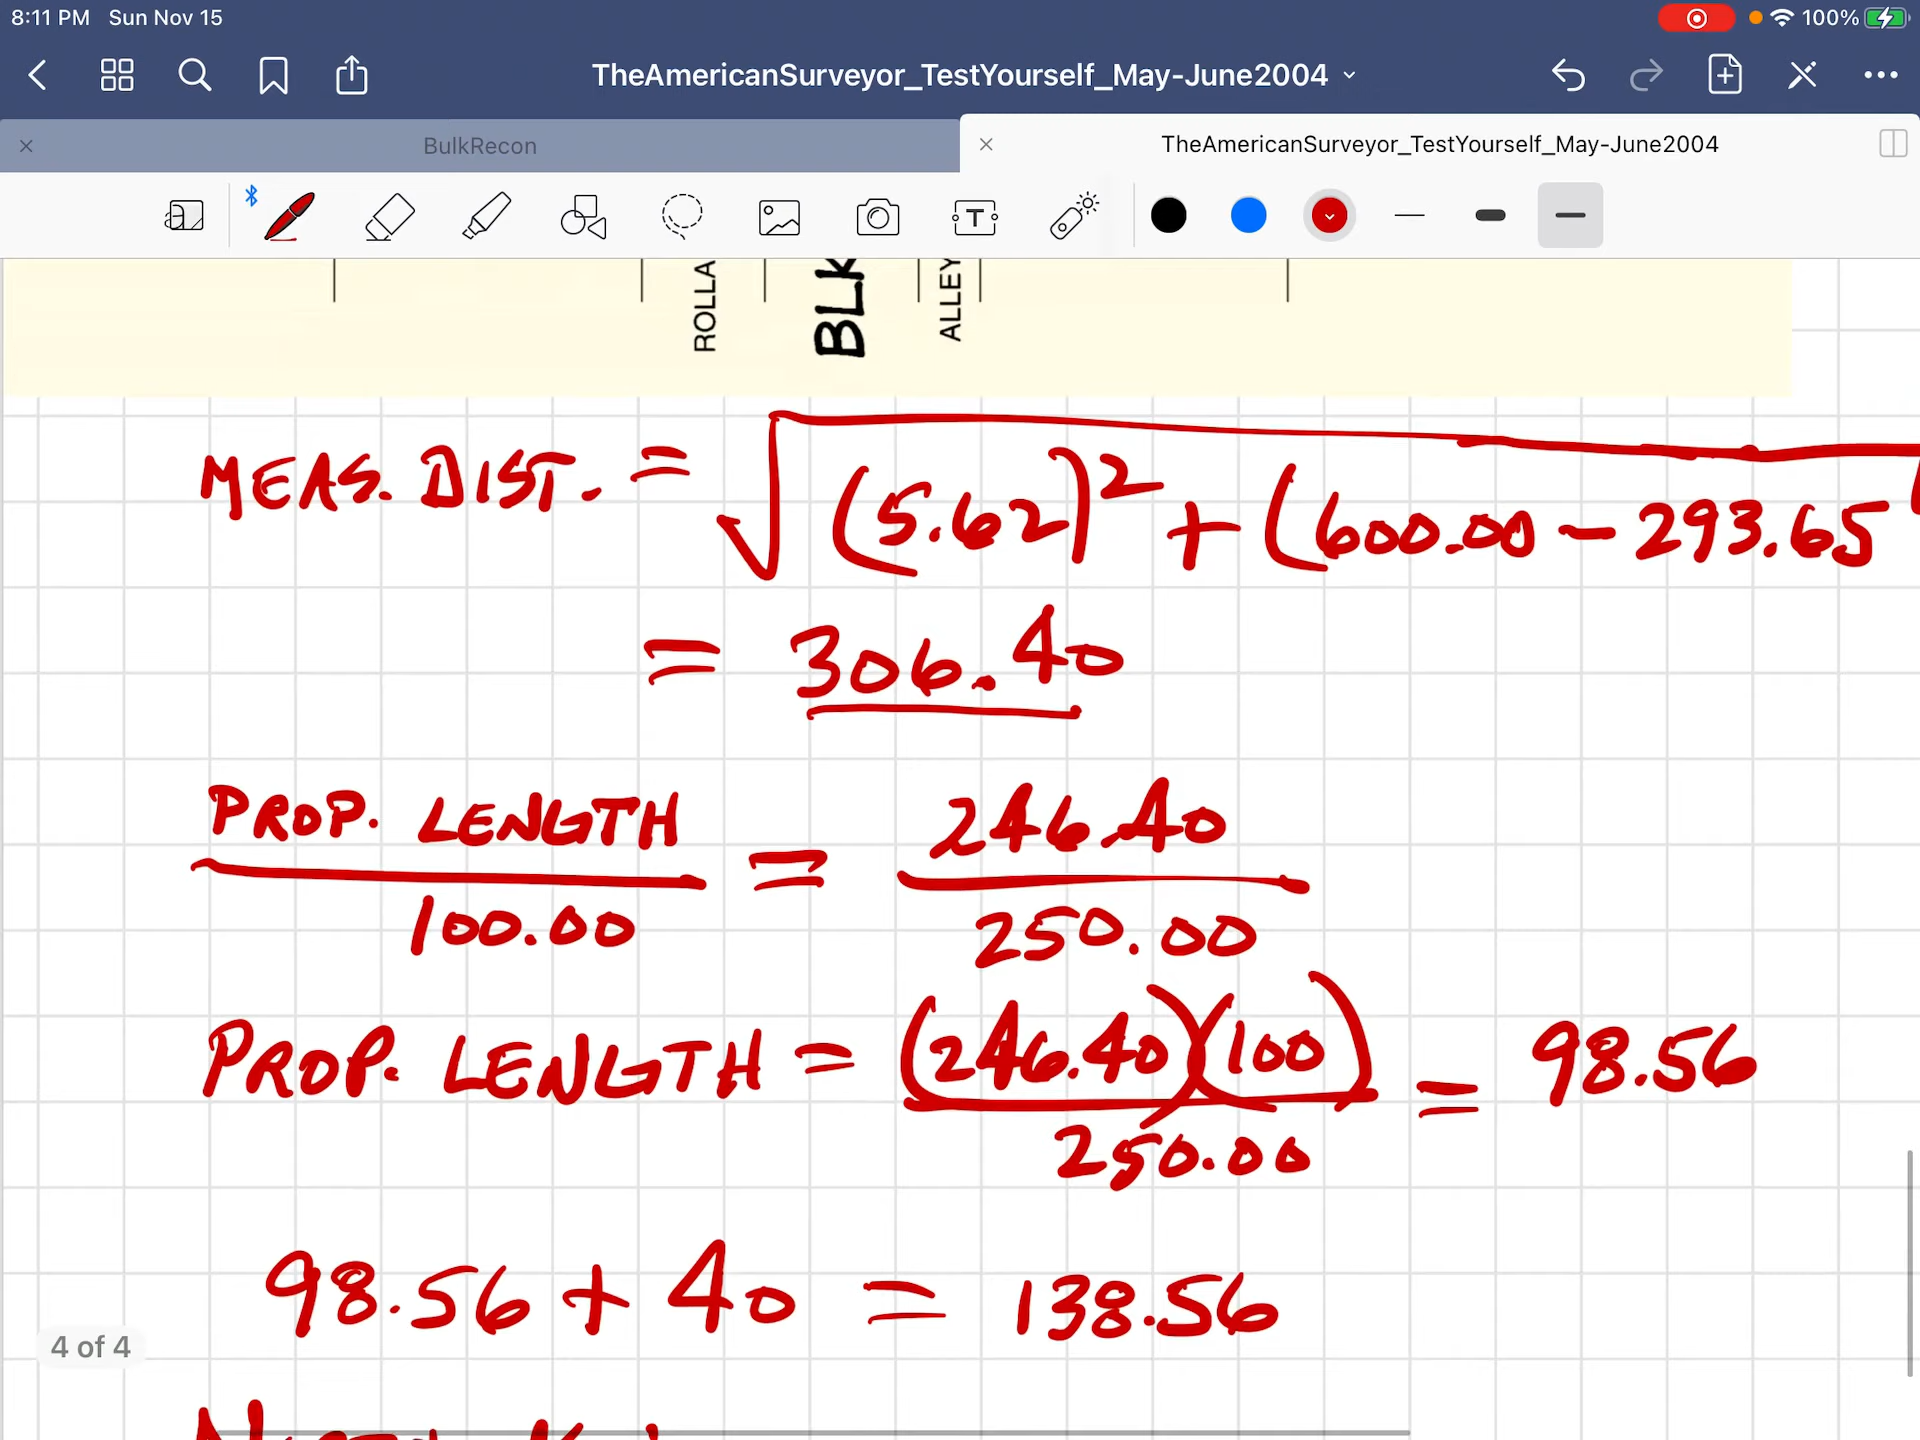 8:11 PM Sun Nov 15 100%
TheAmericanSurveyor_TestYourself_May-June2004
BulkRecon TheAmericanSurveyor_TestYourself_May-June2004
T
ROLLA BLK ALLEY
MEAS. DIST. = √(5.62)² + (600.00 - 293.65
= 306.40
PROP. LENGTH / 100.00 = 246.40 / 250.00
PROP. LENGTH = (246.40)(100) / 250.00 = 98.56
98.56 + 40 = 138.56
4 of 4